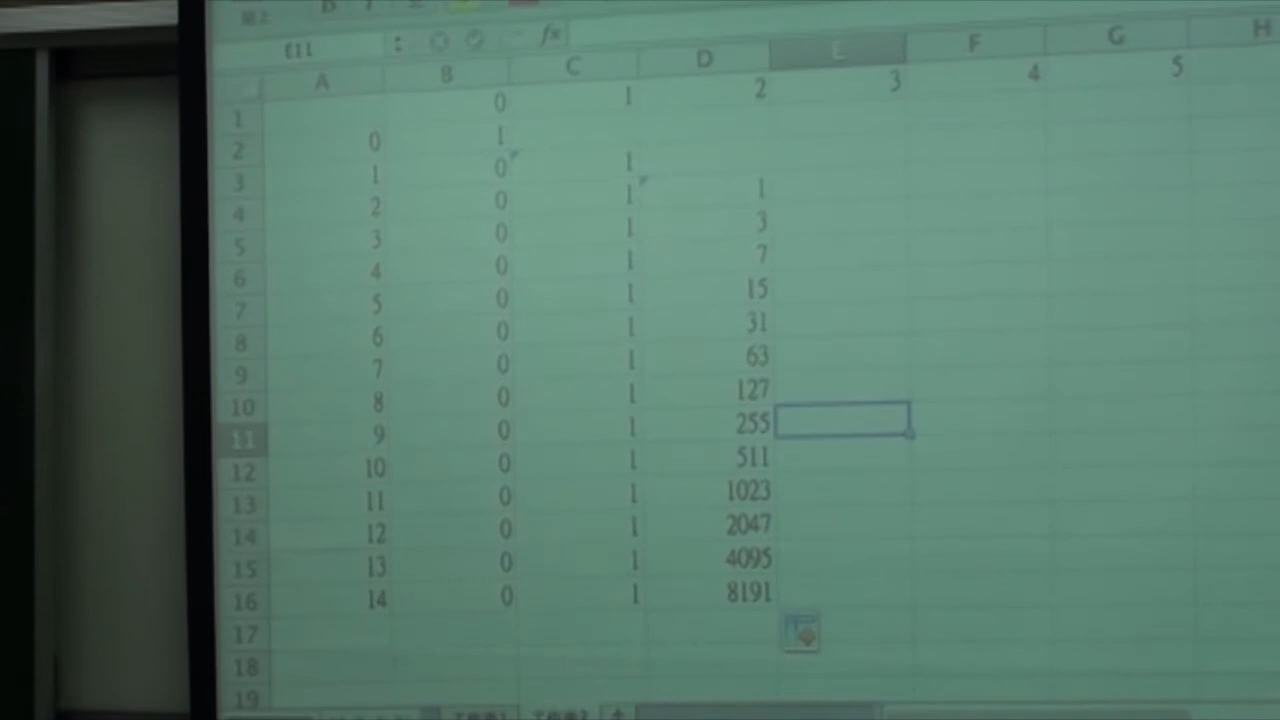 E11 fx
A B C D E F G H
1 0 1 2 3 4 5
2 0 1
3 1 0 1
4 2 0 1 1
5 3 0 1 3
6 4 0 1 7
7 5 0 1 15
8 6 0 1 31
9 7 0 1 63
10 8 0 1 127
11 9 0 1 255
12 10 0 1 511
13 11 0 1 1023
14 12 0 1 2047
15 13 0 1 4095
16 14 0 1 8191
17
18
19